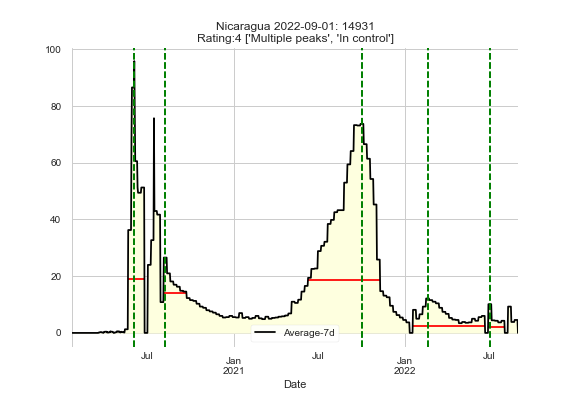 Nicaragua 2022-09-01: 14931
Rating:4 ['Multiple peaks', 'In control']
100
80
60
40
20
0
Average-7d
Jul
Jan
2021
Jul
Jan
2022
Jul
Date